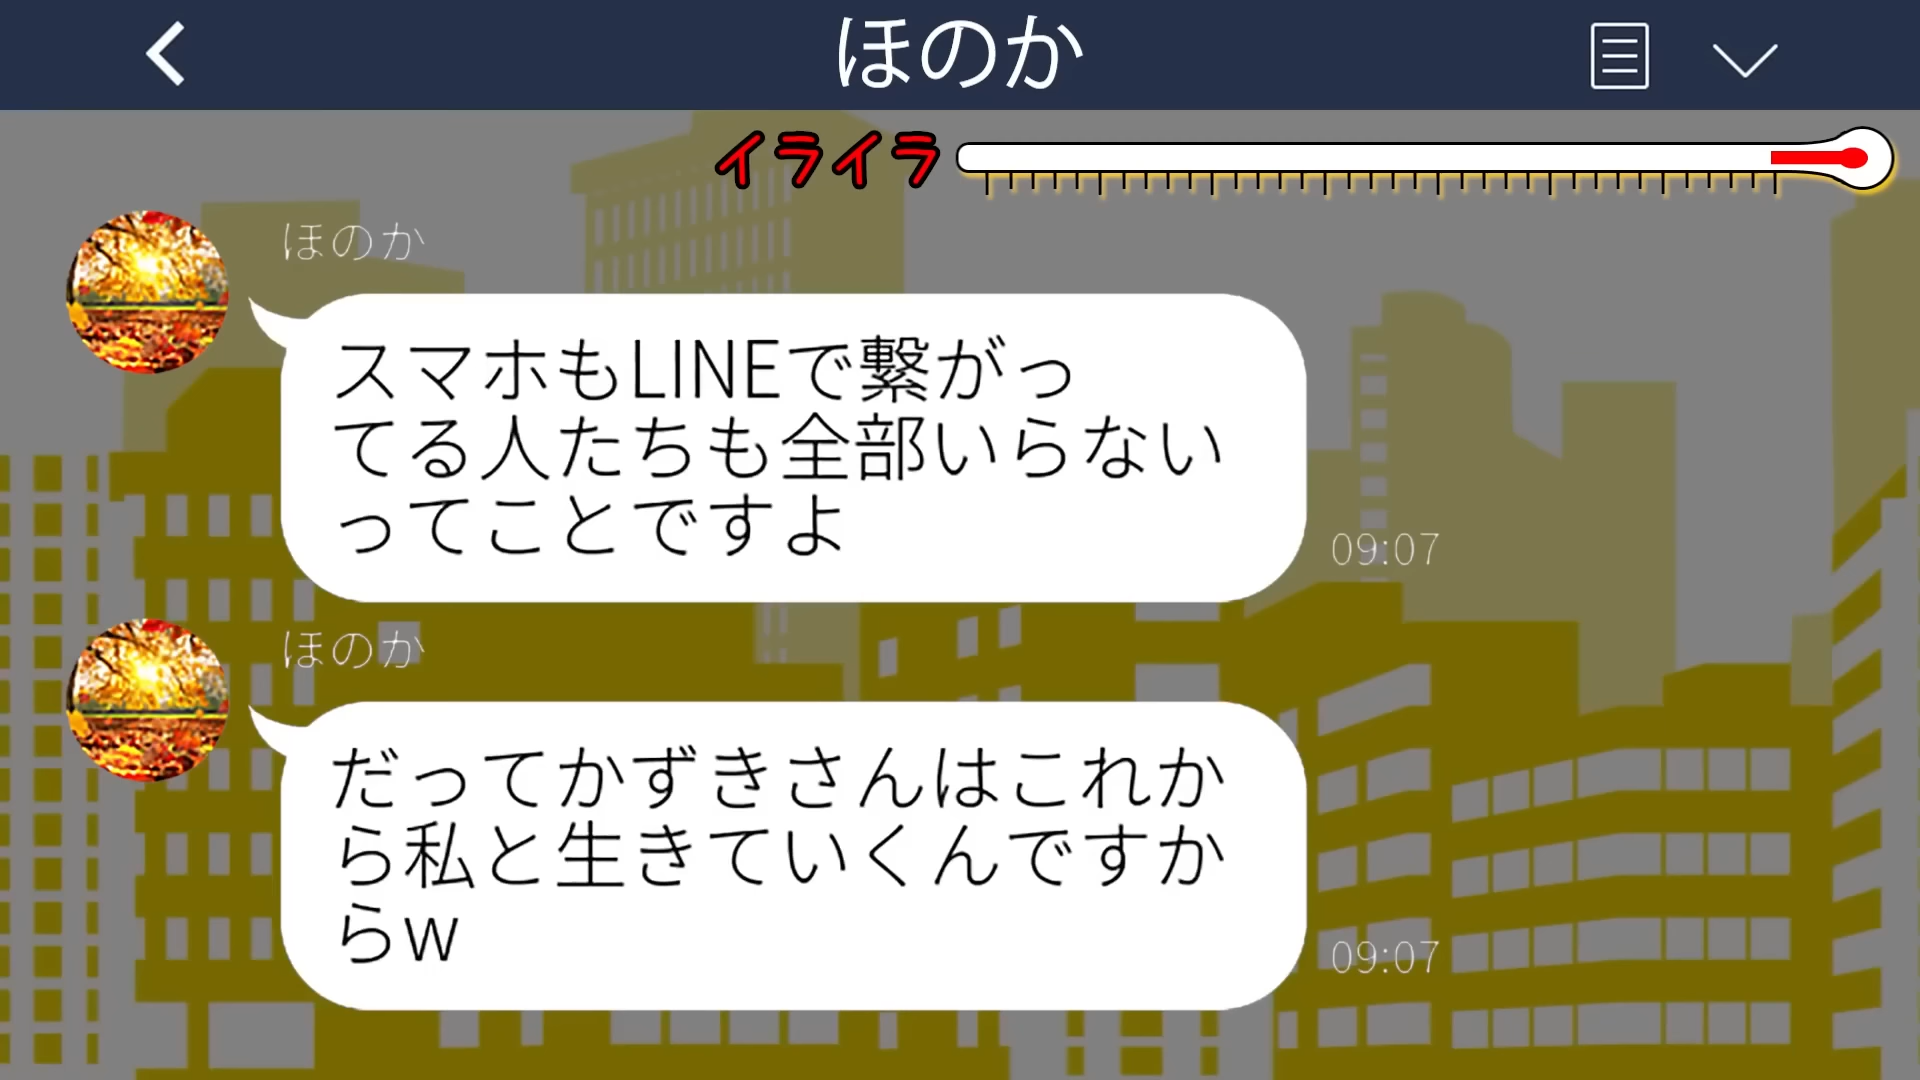 ほのか
イライラ
ほのか
スマホもLINEで繋がっ
てる人たちも全部いらない
ってことですよ
09:07
ほのか
だってかずきさんはこれか
ら私と生きていくんですか
らw
09:07